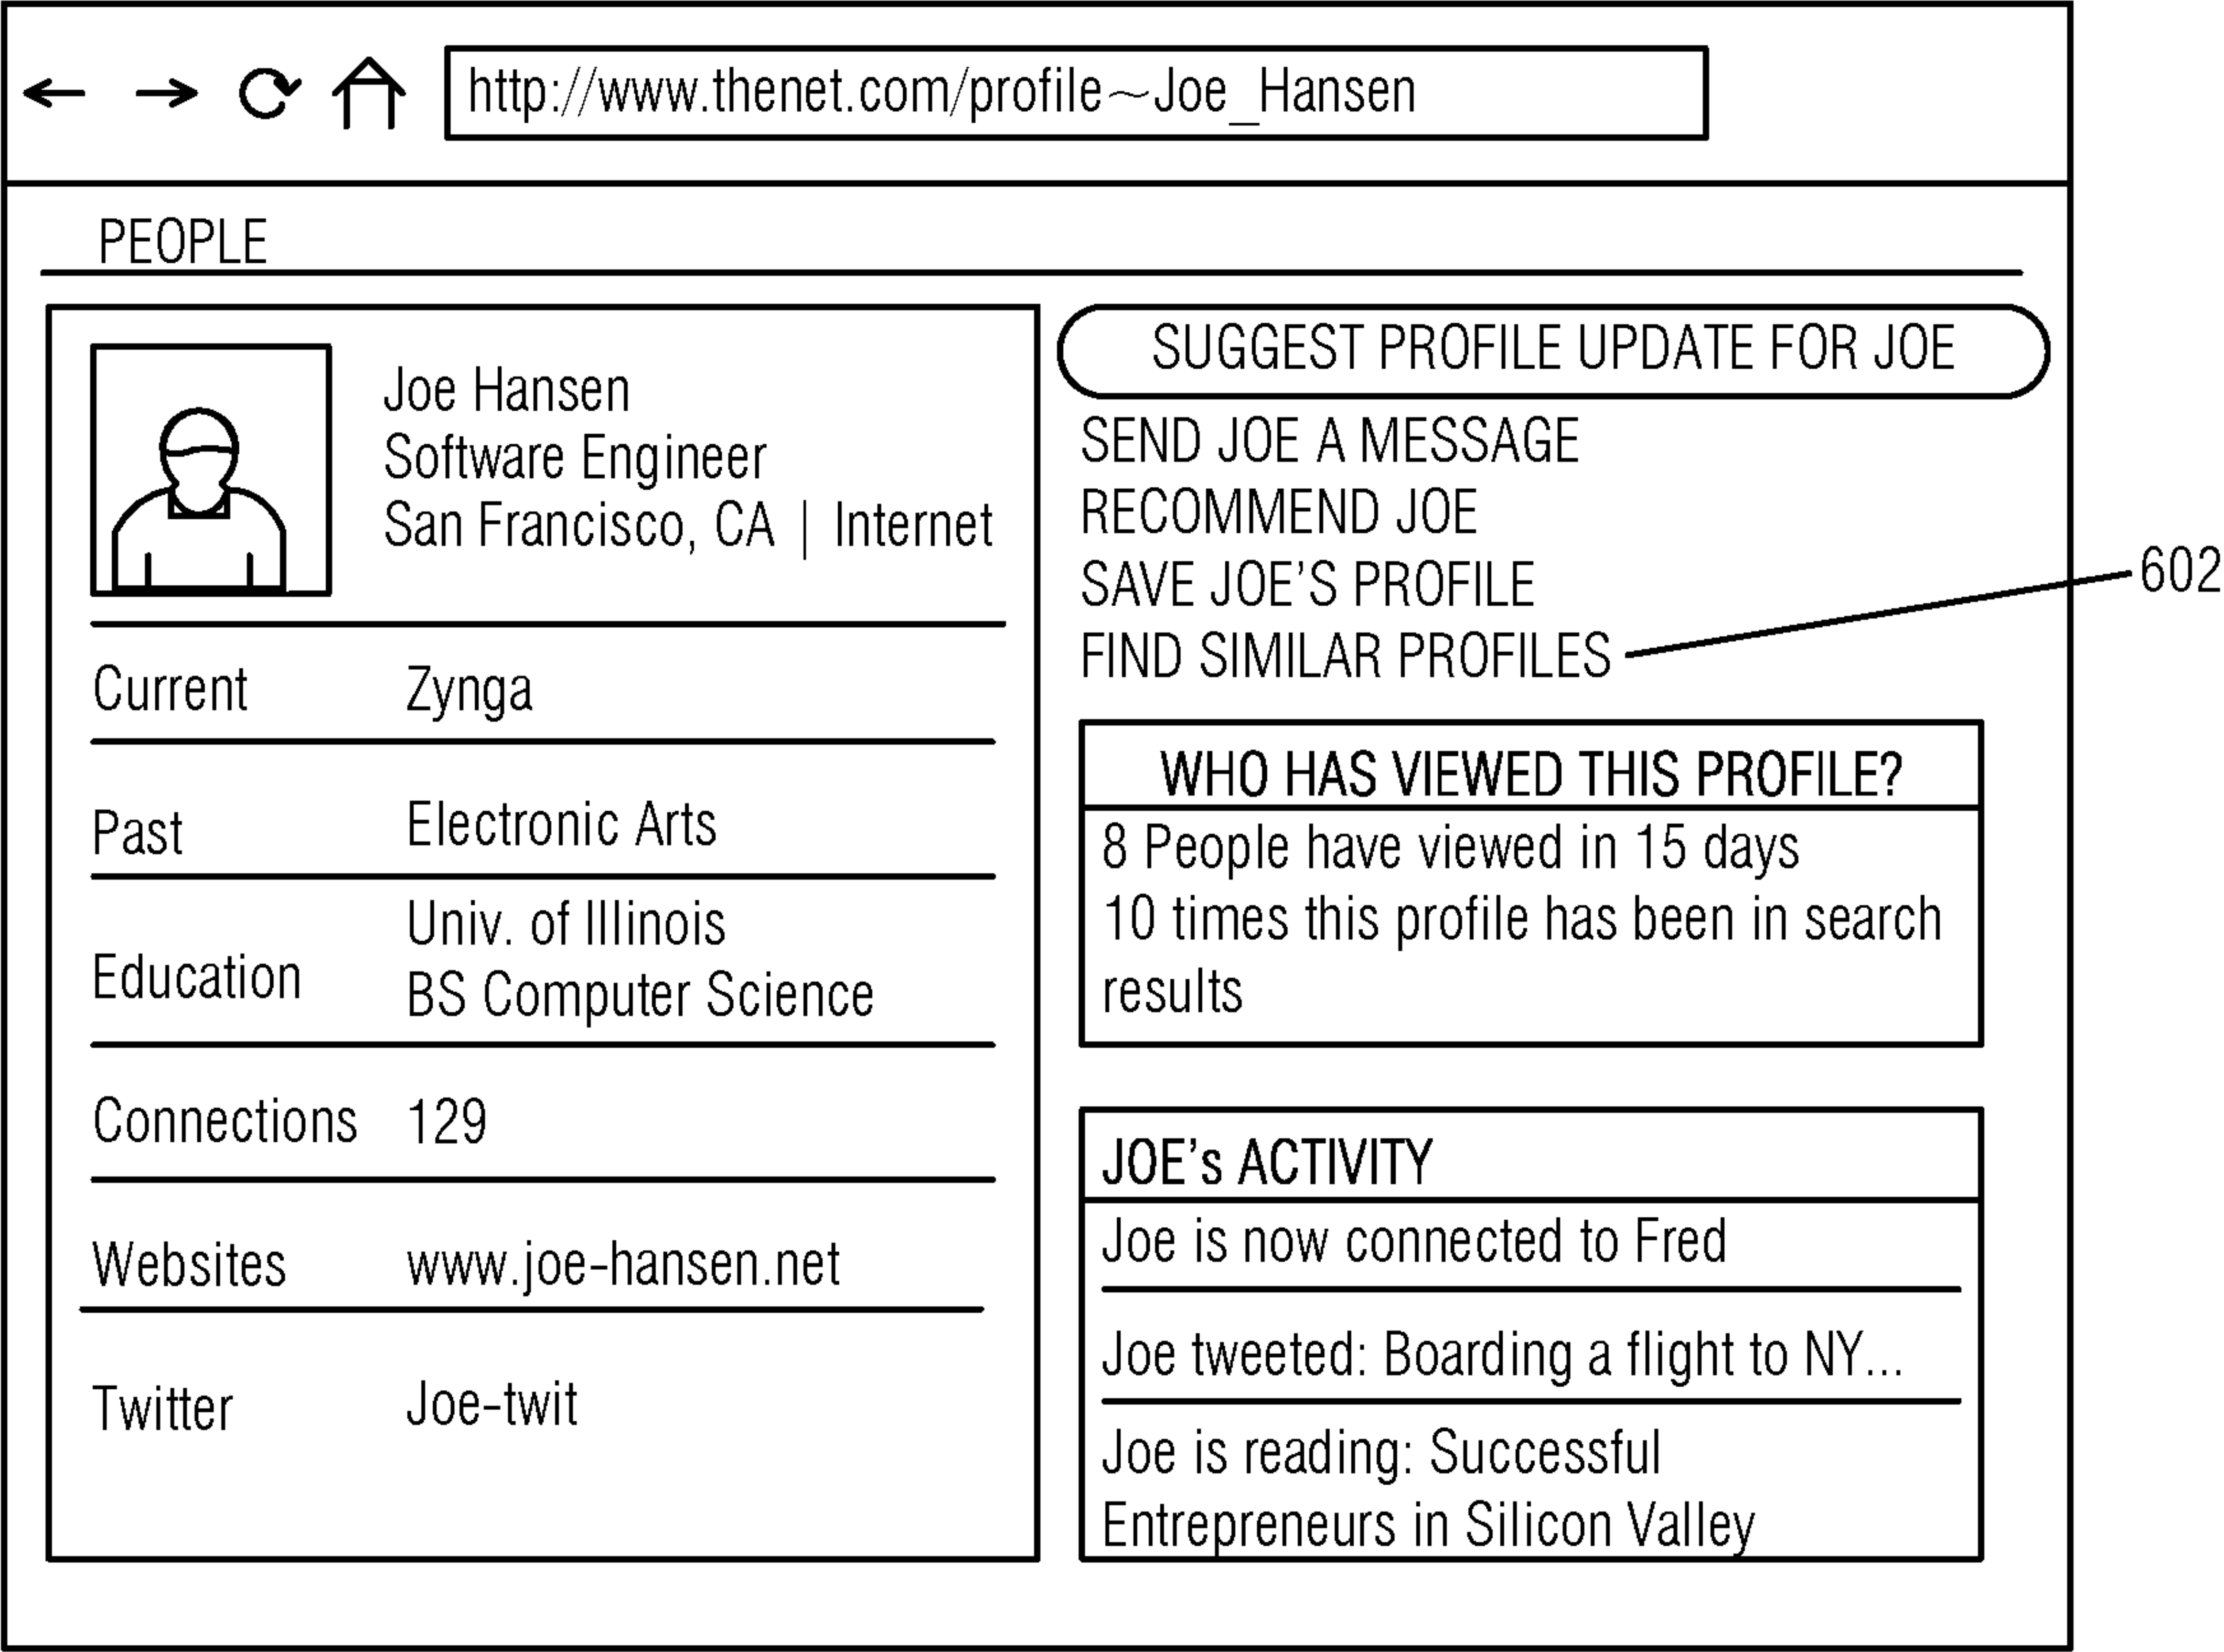 http://www.thenet.com/profile~Joe_Hansen
PEOPLE
Joe Hansen
Software Engineer
San Francisco, CA | Internet
Current Zynga
Past Electronic Arts
Education Univ. of Illinois
BS Computer Science
Connections 129
Websites www.joe-hansen.net
Twitter Joe-twit
SUGGEST PROFILE UPDATE FOR JOE
SEND JOE A MESSAGE
RECOMMEND JOE
SAVE JOE'S PROFILE
FIND SIMILAR PROFILES
602
WHO HAS VIEWED THIS PROFILE?
8 People have viewed in 15 days
10 times this profile has been in search
results
JOE's ACTIVITY
Joe is now connected to Fred
Joe tweeted: Boarding a flight to NY...
Joe is reading: Successful
Entrepreneurs in Silicon Valley